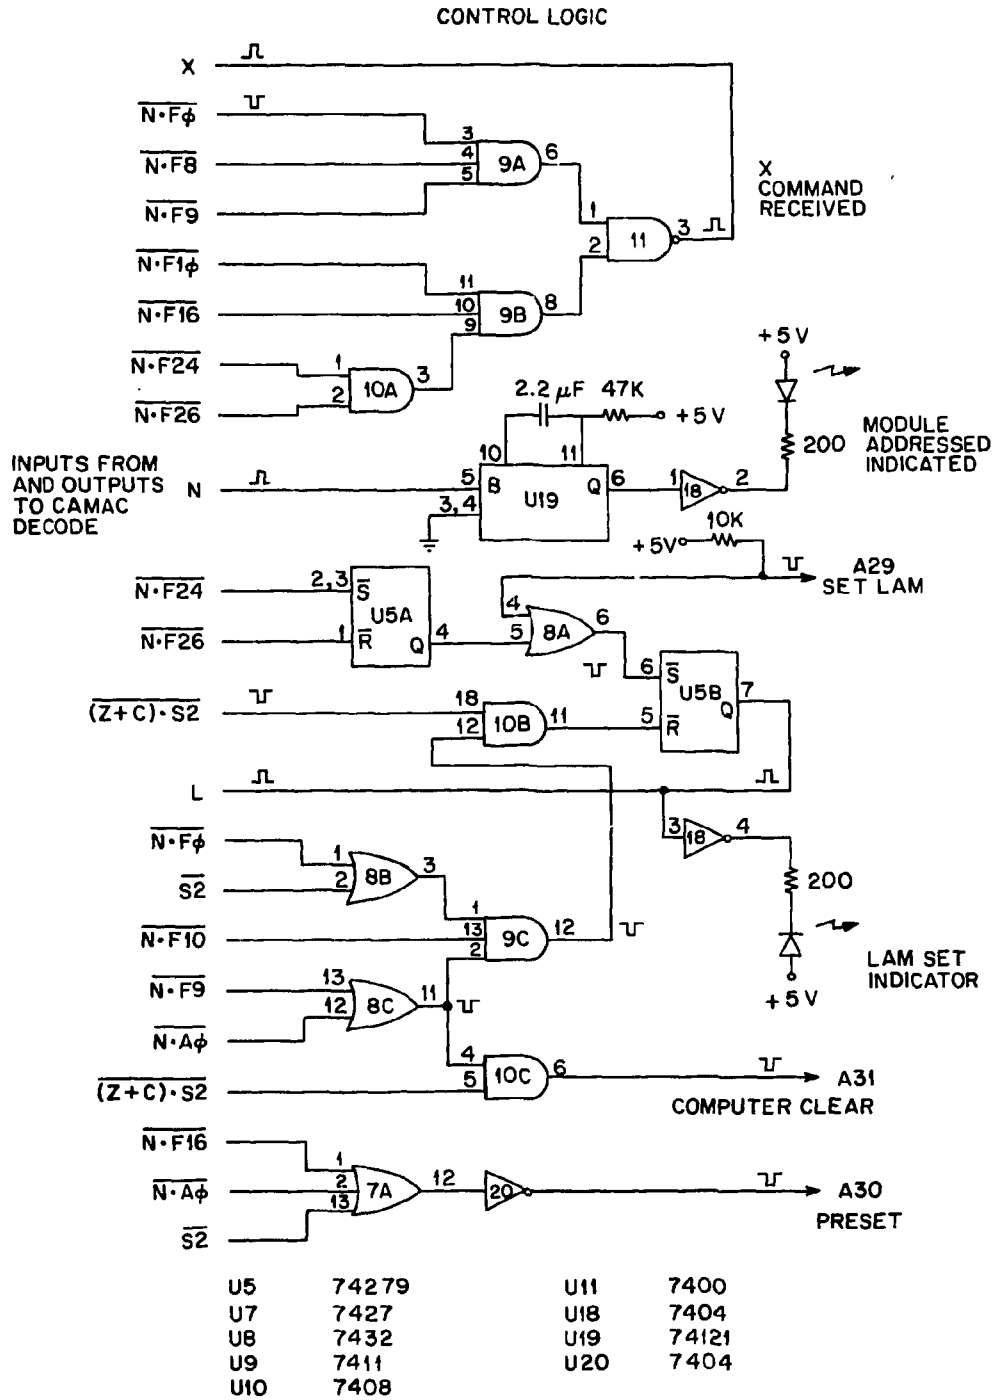 CONTROL LOGIC
X
N·Fϕ
N·F8
N·F9
3
4
5
9A
6
X
COMMAND
RECEIVED
1
2
11
3
N·F1ϕ
N·F16
11
10
9
9B
8
N·F24
N·F26
1
2
10A
3
2.2 μF
47K
+5V
+5V
200
MODULE
ADDRESSED
INDICATED
INPUTS FROM
AND OUTPUTS
TO CAMAC
DECODE
N
10
11
5
B
U19
Q
6
3,4
1
18
2
10K
+5V
A29
SET LAM
N·F24
N·F26
2,3
S
U5A
1
R
Q
4
4
5
8A
6
6
S
U5B
7
Q
5
R
(Z+C)·S2
18
12
10B
11
L
3
18
4
200
LAM SET
INDICATOR
+5V
N·Fϕ
S2
1
2
8B
3
N·F10
1
13
2
9C
12
N·F9
N·Aϕ
13
12
8C
11
(Z+C)·S2
4
5
10C
6
A31
COMPUTER CLEAR
N·F16
N·Aϕ
S2
1
2
13
7A
12
20
A30
PRESET
U5 74279 U11 7400
U7 7427 U18 7404
U8 7432 U19 74121
U9 7411 U20 7404
U10 7408